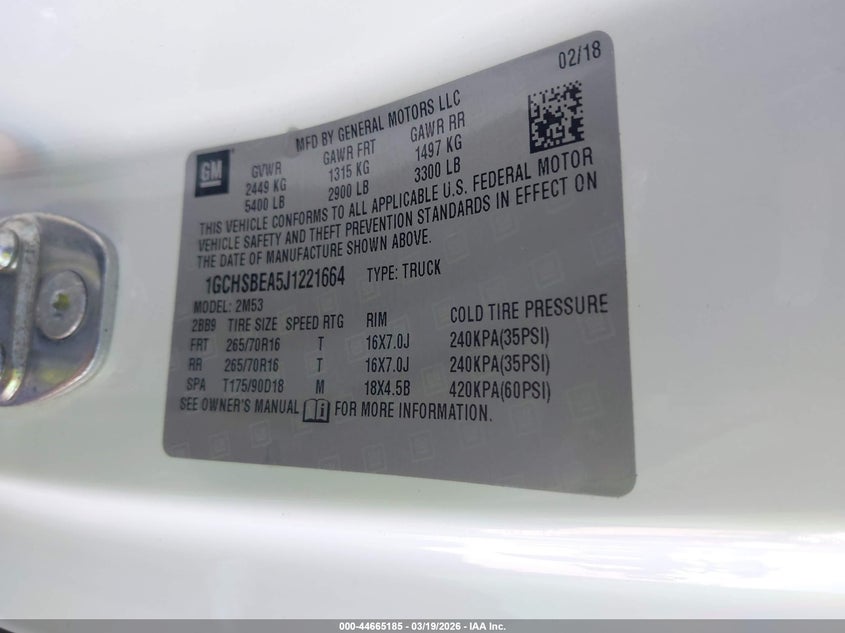 02/18
MFD BY GENERAL MOTORS LLC
GM
GVWR GAWR FRT GAWR RR
2449 KG 1315 KG 1497 KG
5400 LB 2900 LB 3300 LB
THIS VEHICLE CONFORMS TO ALL APPLICABLE U.S. FEDERAL MOTOR
VEHICLE SAFETY AND THEFT PREVENTION STANDARDS IN EFFECT ON
THE DATE OF MANUFACTURE SHOWN ABOVE.
1GCHSBEA5J1221664 TYPE: TRUCK
MODEL: 2M53
2BB9 TIRE SIZE SPEED RTG RIM COLD TIRE PRESSURE
FRT 265/70R16 T 16X7.0J 240KPA(35PSI)
RR 265/70R16 T 16X7.0J 240KPA(35PSI)
SPA T175/90D18 M 18X4.5B 420KPA(60PSI)
SEE OWNER'S MANUAL FOR MORE INFORMATION.
000-44665185 | 03/19/2026 | IAA Inc.